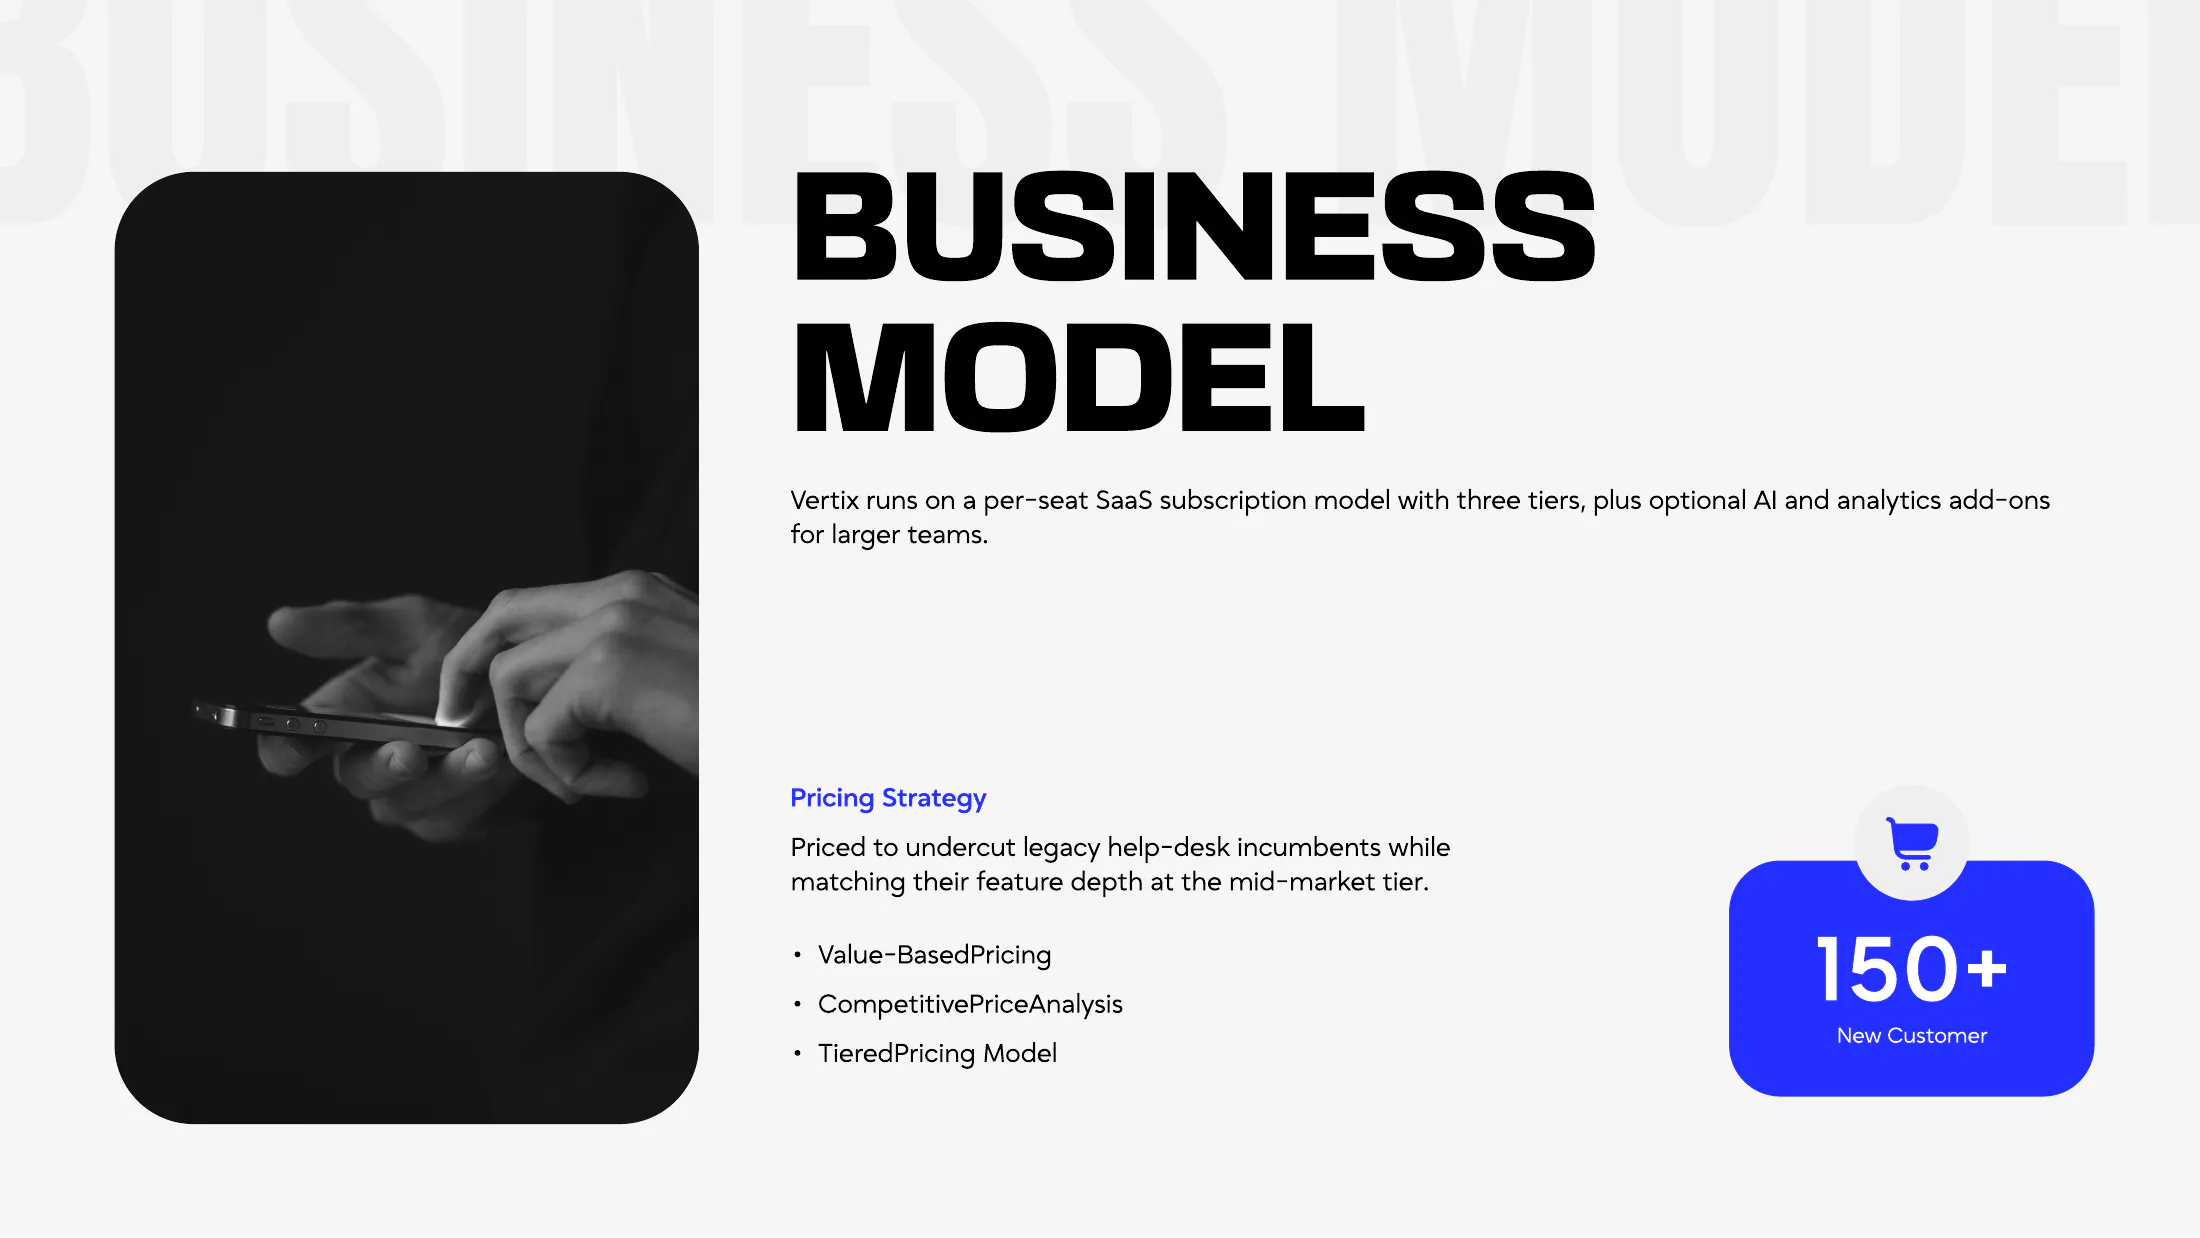 BUSINESS MODEL
BUSINESS
MODEL
Vertix runs on a per-seat SaaS subscription model with three tiers, plus optional AI and analytics add-ons
for larger teams.
Pricing Strategy
Priced to undercut legacy help-desk incumbents while
matching their feature depth at the mid-market tier.
• Value-BasedPricing
• CompetitivePriceAnalysis
• TieredPricing Model
150+
New Customer